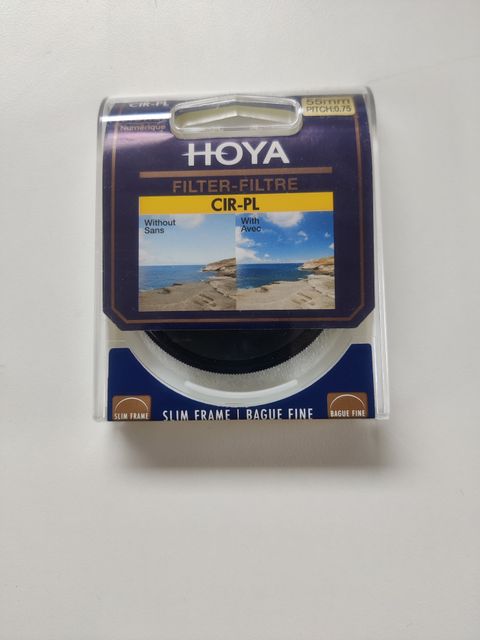 CIR-PL
Numérique
55mm
PITCH:0.75
HOYA
FILTER-FILTRE
CIR-PL
Without
Sans
With
Avec
SLIM FRAME
SLIM FRAME | BAGUE FINE
BAGUE FINE